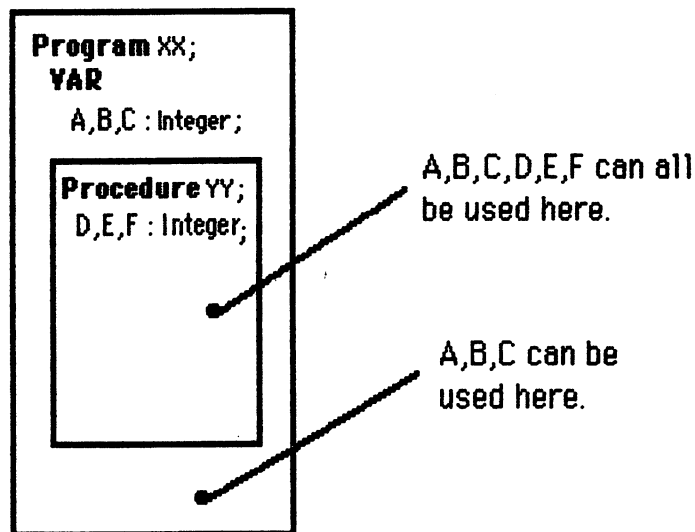 Program XX;
VAR
A,B,C : Integer;
Procedure YY;
D,E,F : Integer;
A,B,C,D,E,F can all
be used here.
A,B,C can be
used here.